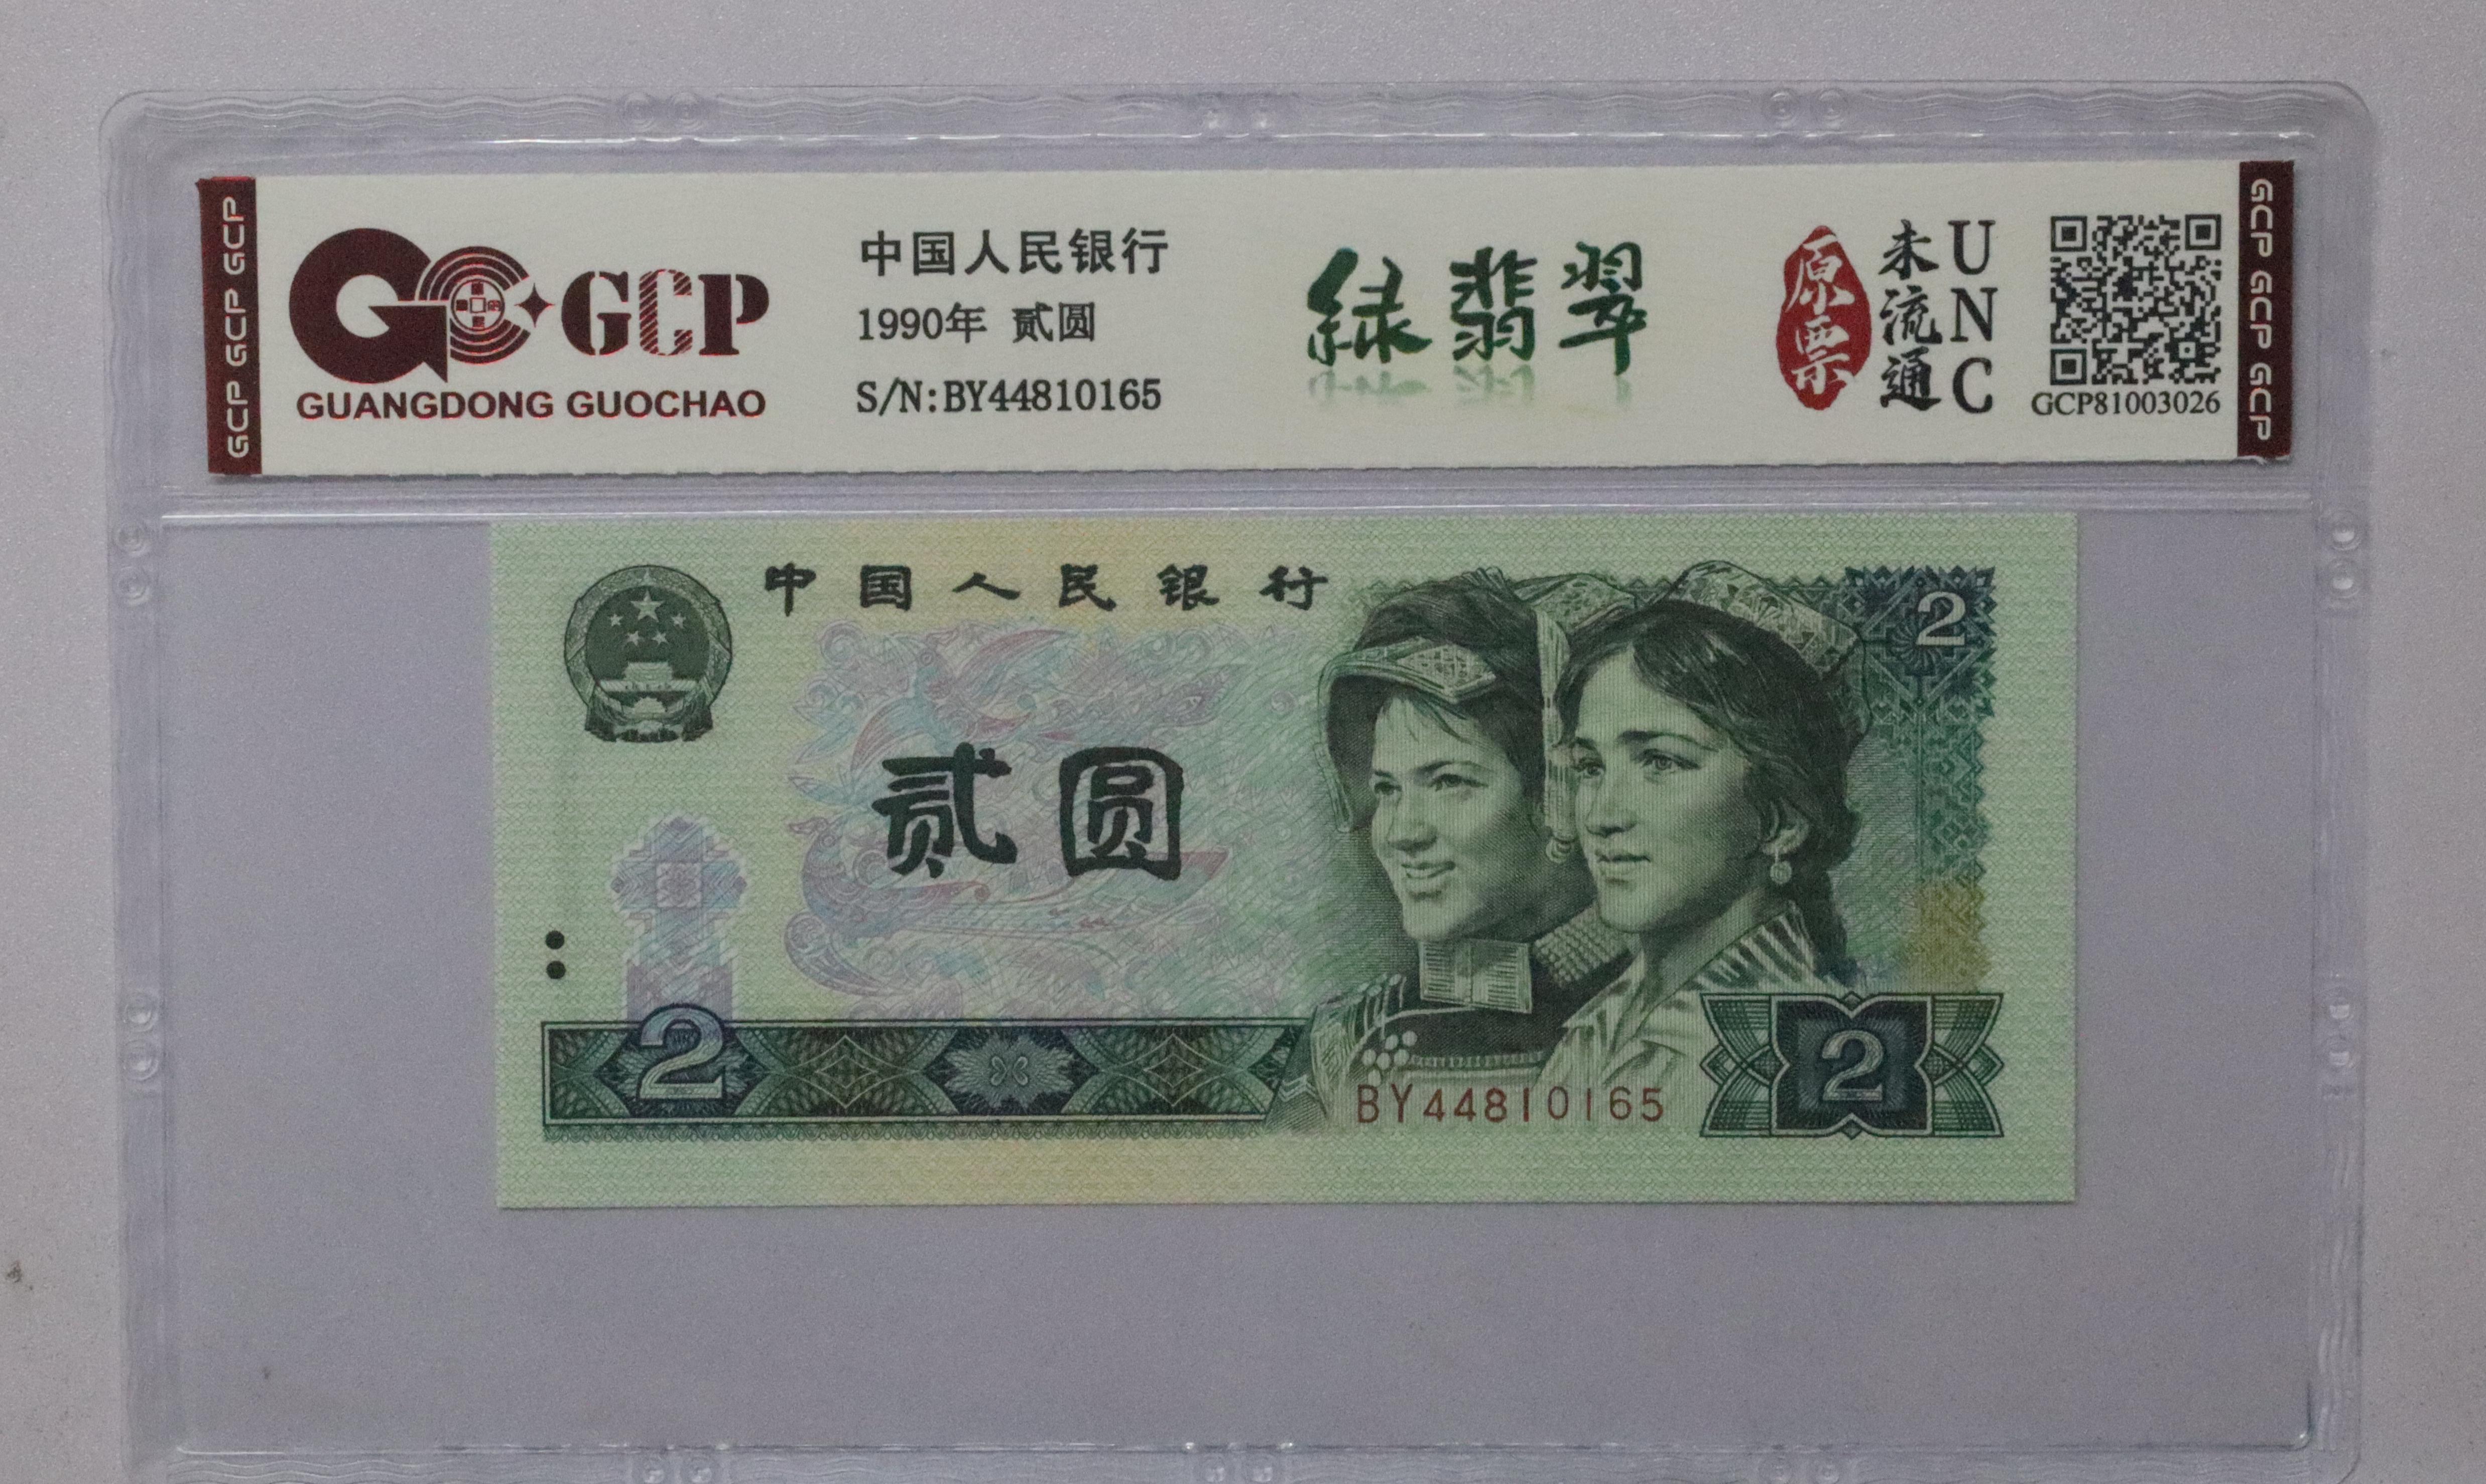 GCP GCP GCP
GCP
GUANGDONG GUOCHAO
中国人民银行
1990年 贰圆
S/N:BY44810165
绿翡翠
原票
未流通
UNC
GCP81003026
GCP GCP GCP
中国人民银行
2
贰圆
2
BY44810165
2